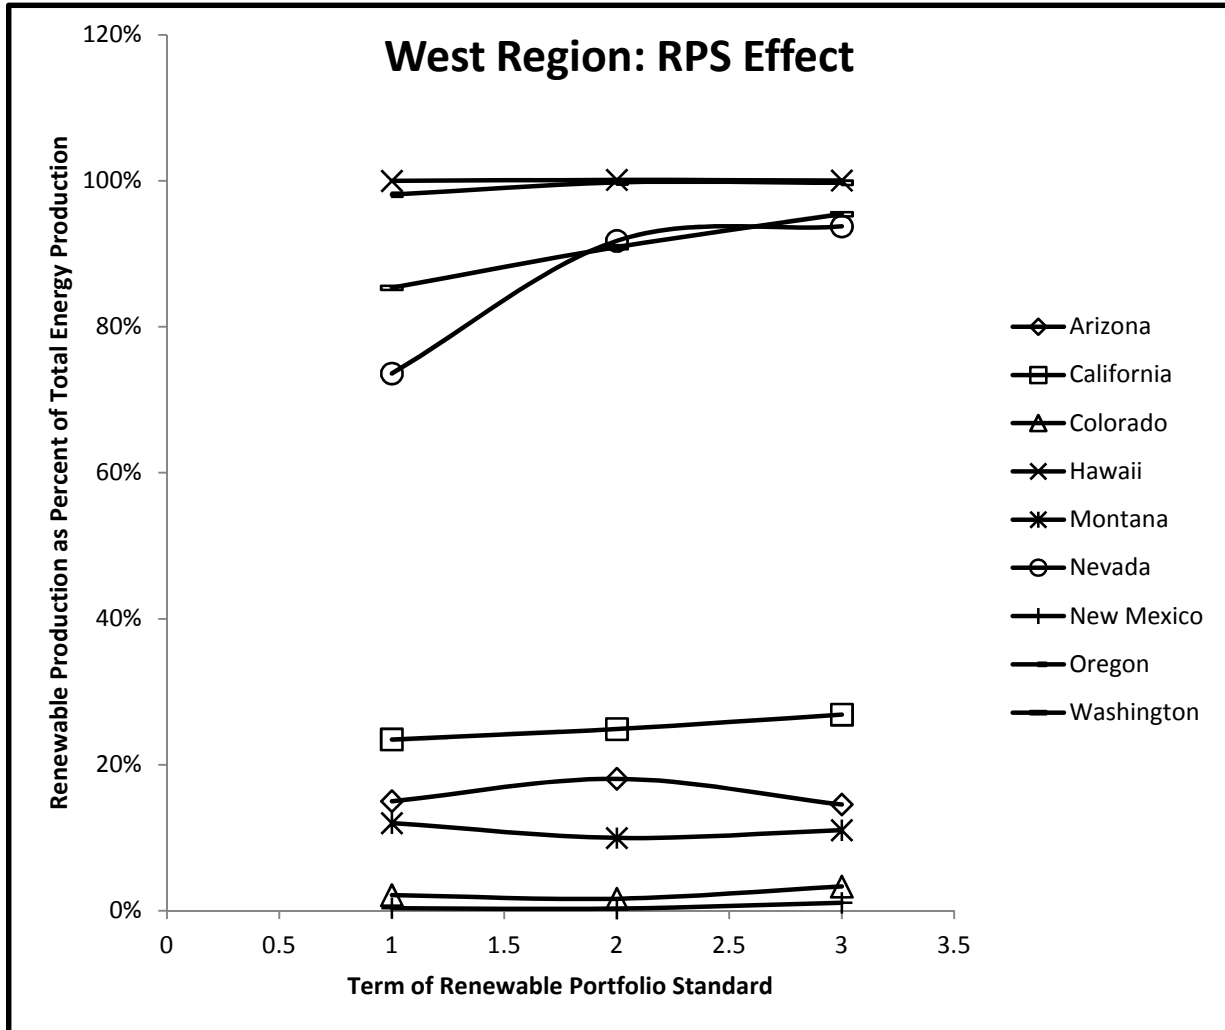 West Region: RPS Effect
Renewable Production as Percent of Total Energy Production
120%
100%
80%
60%
40%
20%
0%
0
0.5
1
1.5
2
2.5
3
3.5
Term of Renewable Portfolio Standard
Arizona
California
Colorado
Hawaii
Montana
Nevada
New Mexico
Oregon
Washington